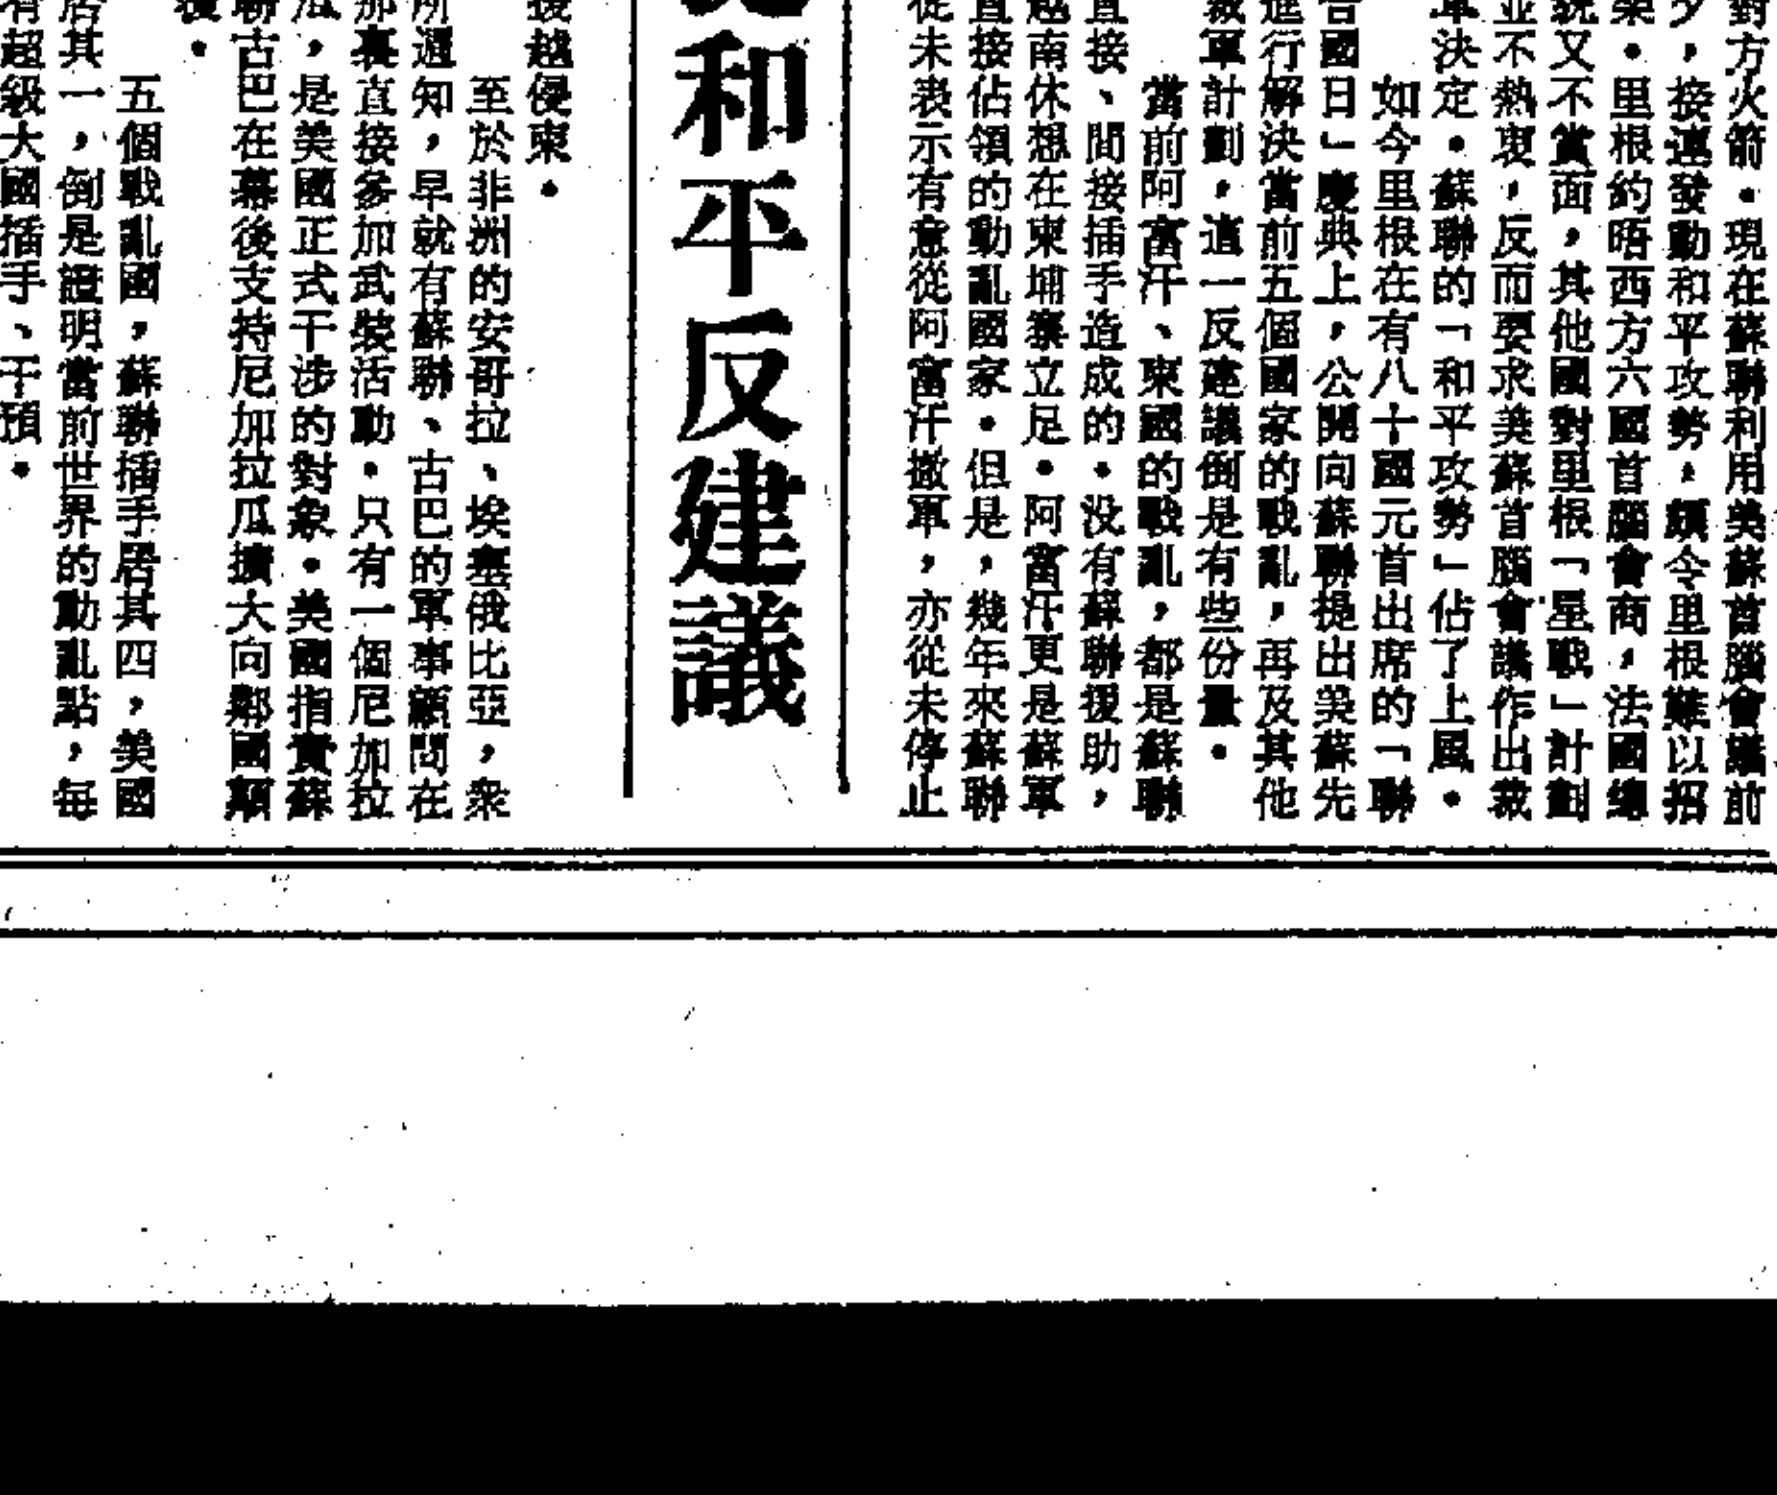 對方火箭．現在蘇聯利用美蘇首腦會議前
夕，接連發動和平攻勢，頗令里根難以招
架．里根約晤西方六國首腦會商，法國總
統又不賞面，其他國對里根「星戰」計劃
並不熱衷，反而要求美蘇首腦會議作出裁
軍決定．蘇聯的「和平攻勢」佔了上風．
如今里根在有八十國元首出席的「聯
合國日」慶典上，公開向蘇聯提出美蘇先
進行解決當前五個國家的戰亂，再及其他
裁軍計劃，這一反建議倒是有些份量．
當前阿富汗、柬國的戰亂，都是蘇聯
直接、間接插手造成的．没有蘇聯援助，
越南休想在柬埔寨立足．阿富汗更是蘇軍
直接佔領的動亂國家．但是，幾年來蘇聯
從未表示有意從阿富汗撤軍，亦從未停止
和平反建議
援越侵柬．
至於非洲的安哥拉、埃塞俄比亞，衆
所週知，早就有蘇聯、古巴的軍事顧問在
那裏直接參加武裝活動．只有一個尼加拉
瓜，是美國正式干涉的對象．美國指責蘇
聯古巴在幕後支持尼加拉瓜擴大向鄰國顛
覆．
五個戰亂國，蘇聯插手居其四，美國
居其一，倒是證明當前世界的動亂點，每
有超級大國插手、干預．